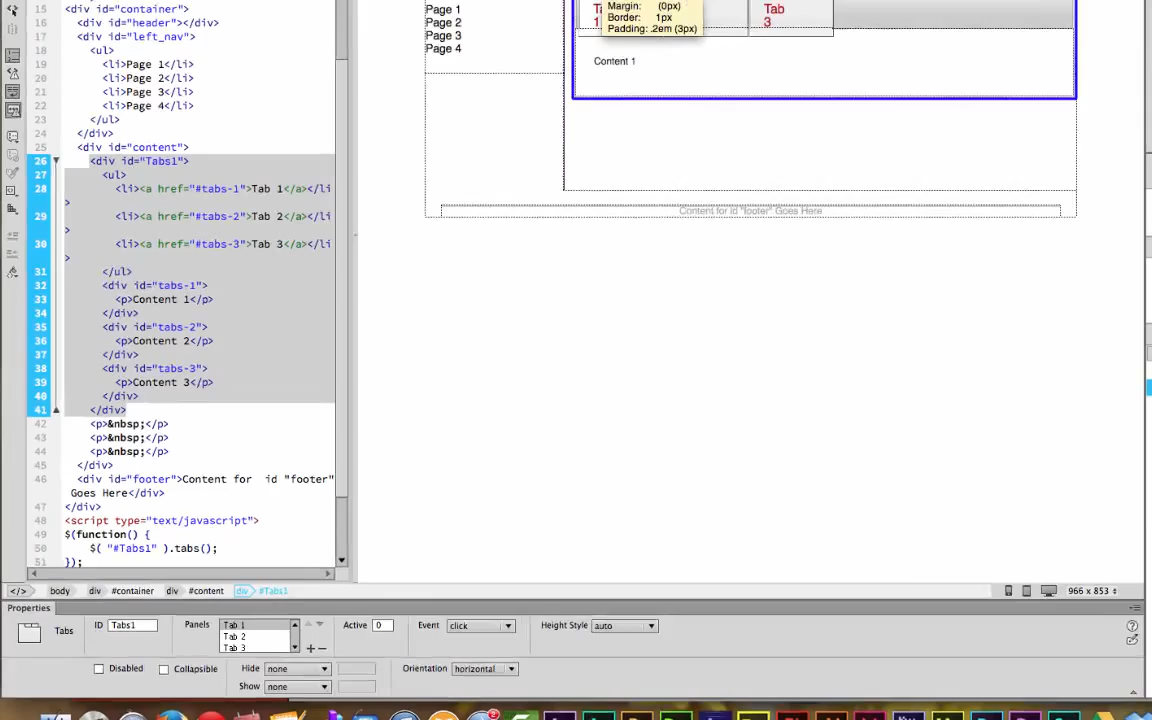 15 <div id="container">
16 <div id="header"></div>
17 <div id="left_nav">
18 <ul>
19 <li>Page 1</li>
20 <li>Page 2</li>
21 <li>Page 3</li>
22 <li>Page 4</li>
23 </ul>
24 </div>
25 <div id="content">
26 <div id="Tabs1">
27 <ul>
28 <li><a href="#tabs-1">Tab 1</a></li
>
29 <li><a href="#tabs-2">Tab 2</a></li
>
30 <li><a href="#tabs-3">Tab 3</a></li
>
31 </ul>
32 <div id="tabs-1">
33 <p>Content 1</p>
34 </div>
35 <div id="tabs-2">
36 <p>Content 2</p>
37 </div>
38 <div id="tabs-3">
39 <p>Content 3</p>
40 </div>
41 </div>
42 <p>&nbsp;</p>
43 <p>&nbsp;</p>
44 <p>&nbsp;</p>
45 </div>
46 <div id="footer">Content for  id "footer"
Goes Here</div>
47 </div>
48 <script type="text/javascript">
49 $(function() {
50 $( "#Tabs1" ).tabs();
51 });
Page 1
Page 2
Page 3
Page 4
Margin: (0px)
Border: 1px
Padding: .2em (3px)
1
Tab
3
Content 1
Content for id "footer" Goes Here
</> body div #container div #content div #Tabs1
966 x 853
Properties
Tabs ID Tabs1 Panels Tab 1 Active 0 Event click Height Style auto
Tab 2
Tab 3
Disabled Collapsible Hide none Orientation horizontal
Show none
2